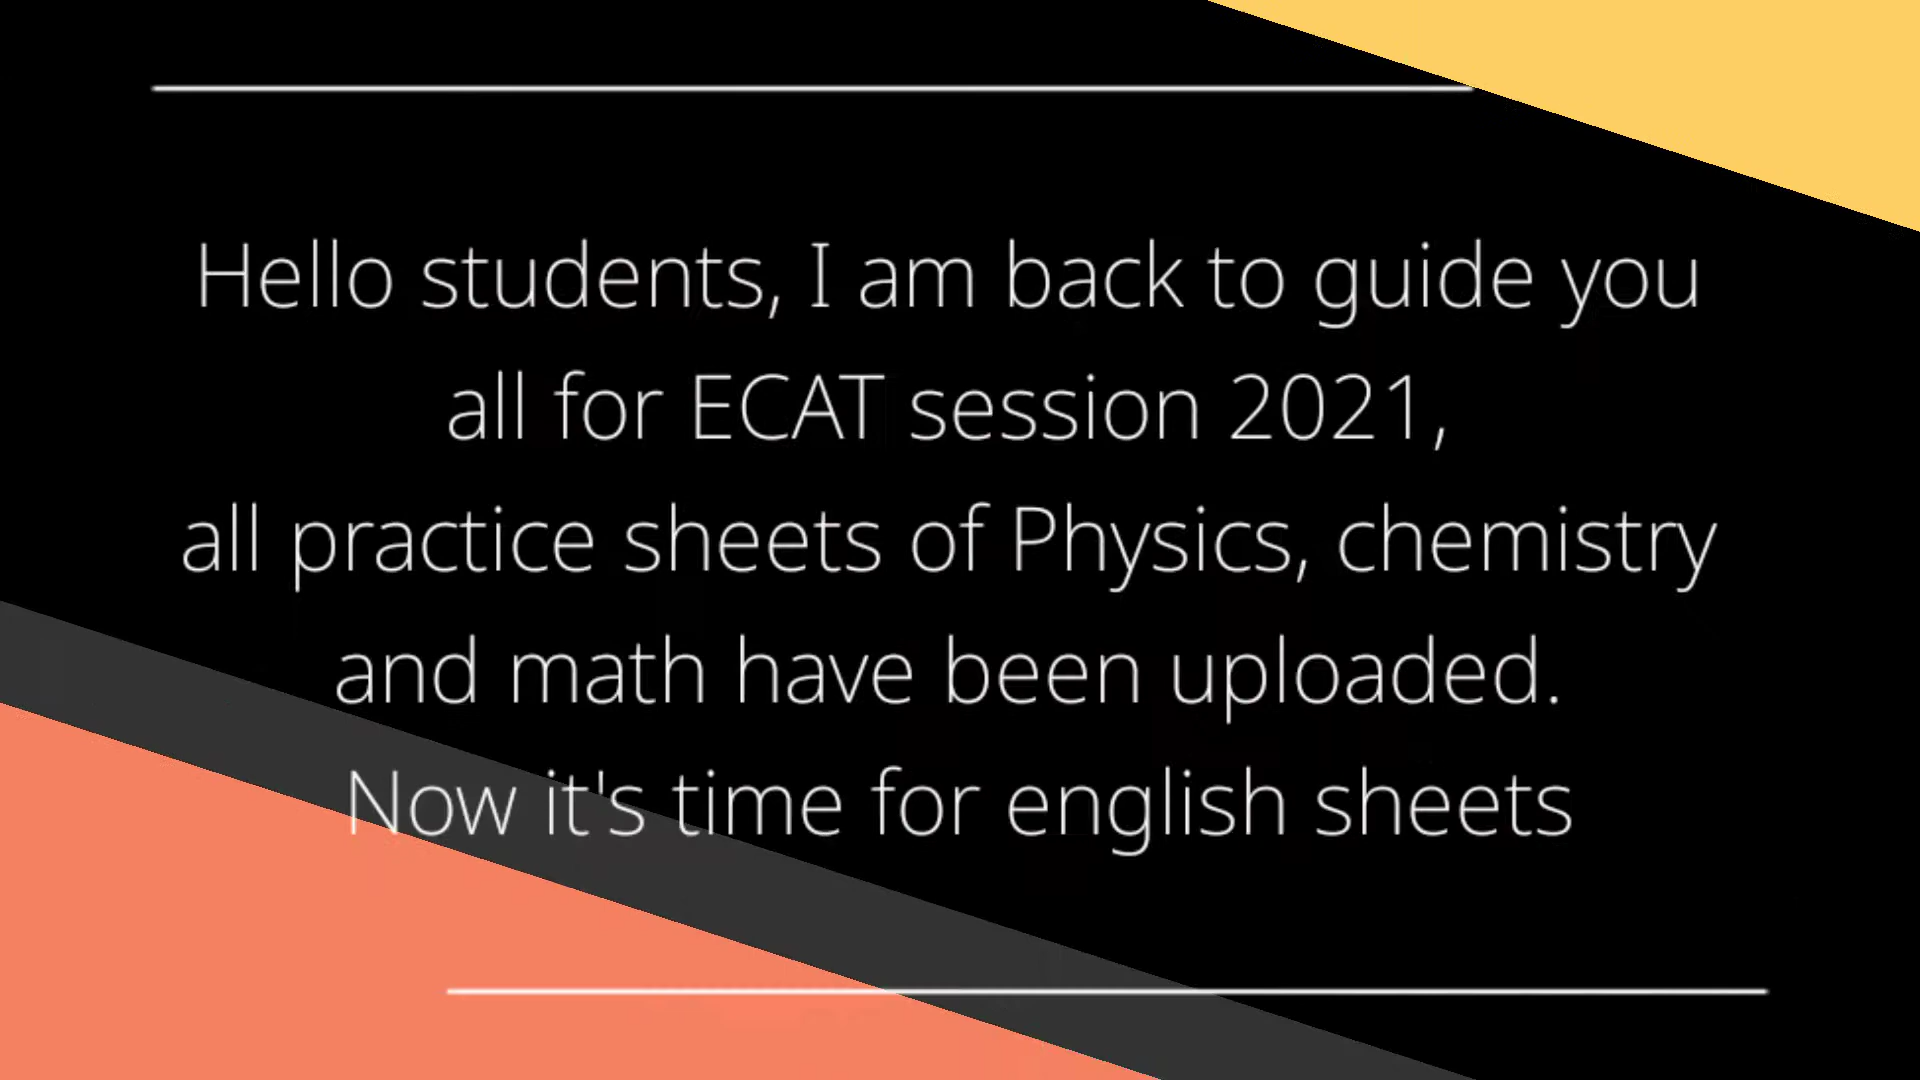 Hello students, I am back to guide you
all for ECAT session 2021,
all practice sheets of Physics, chemistry
and math have been uploaded.
Now it's time for english sheets